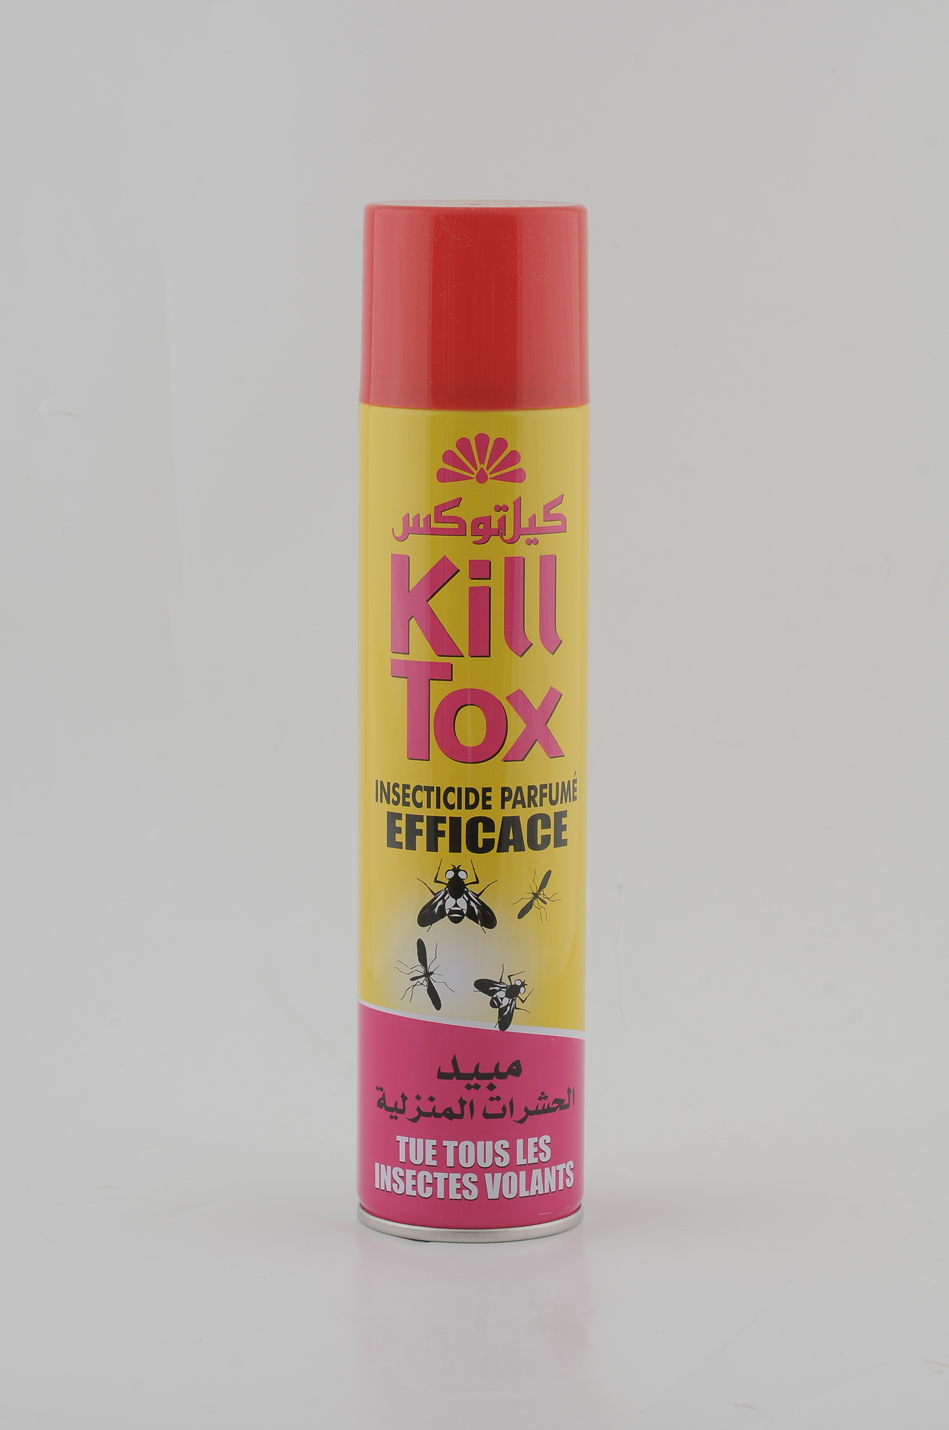 كيلتوكس
Kill
Tox
INSECTICIDE PARFUMÉ
EFFICACE
مبيد
الحشرات المنزلية
TUE TOUS LES
INSECTES VOLANTS